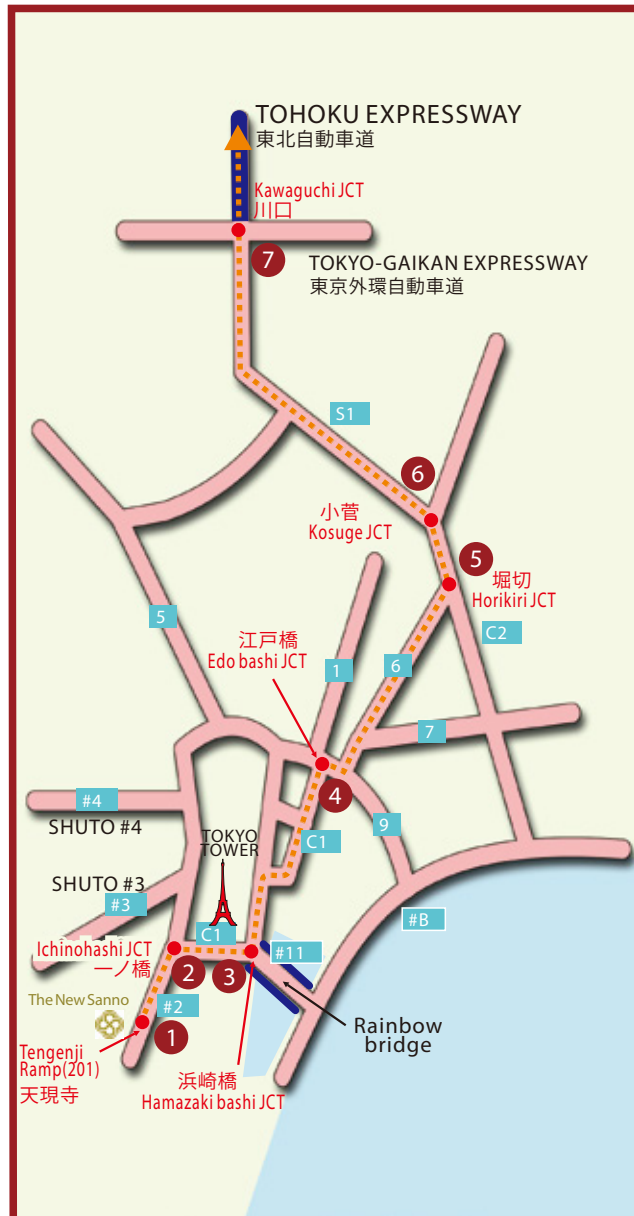 TOHOKU EXPRESSWAY
東北自動車道
Kawaguchi JCT
川口
7
TOKYO-GAIKAN EXPRESSWAY
東京外環自動車道
S1
6
小菅
Kosuge JCT
5
堀切
Horikiri JCT
C2
5
江戸橋
Edo bashi JCT
1
6
7
#4
SHUTO #4
4
9
TOKYO
TOWER
C1
SHUTO #3
#3
#B
C1
Ichinohashi JCT
一ノ橋
#11
2
3
The New Sanno
#2
1
Rainbow
bridge
Tengenji
Ramp(201)
天現寺
浜崎橋
Hamazaki bashi JCT